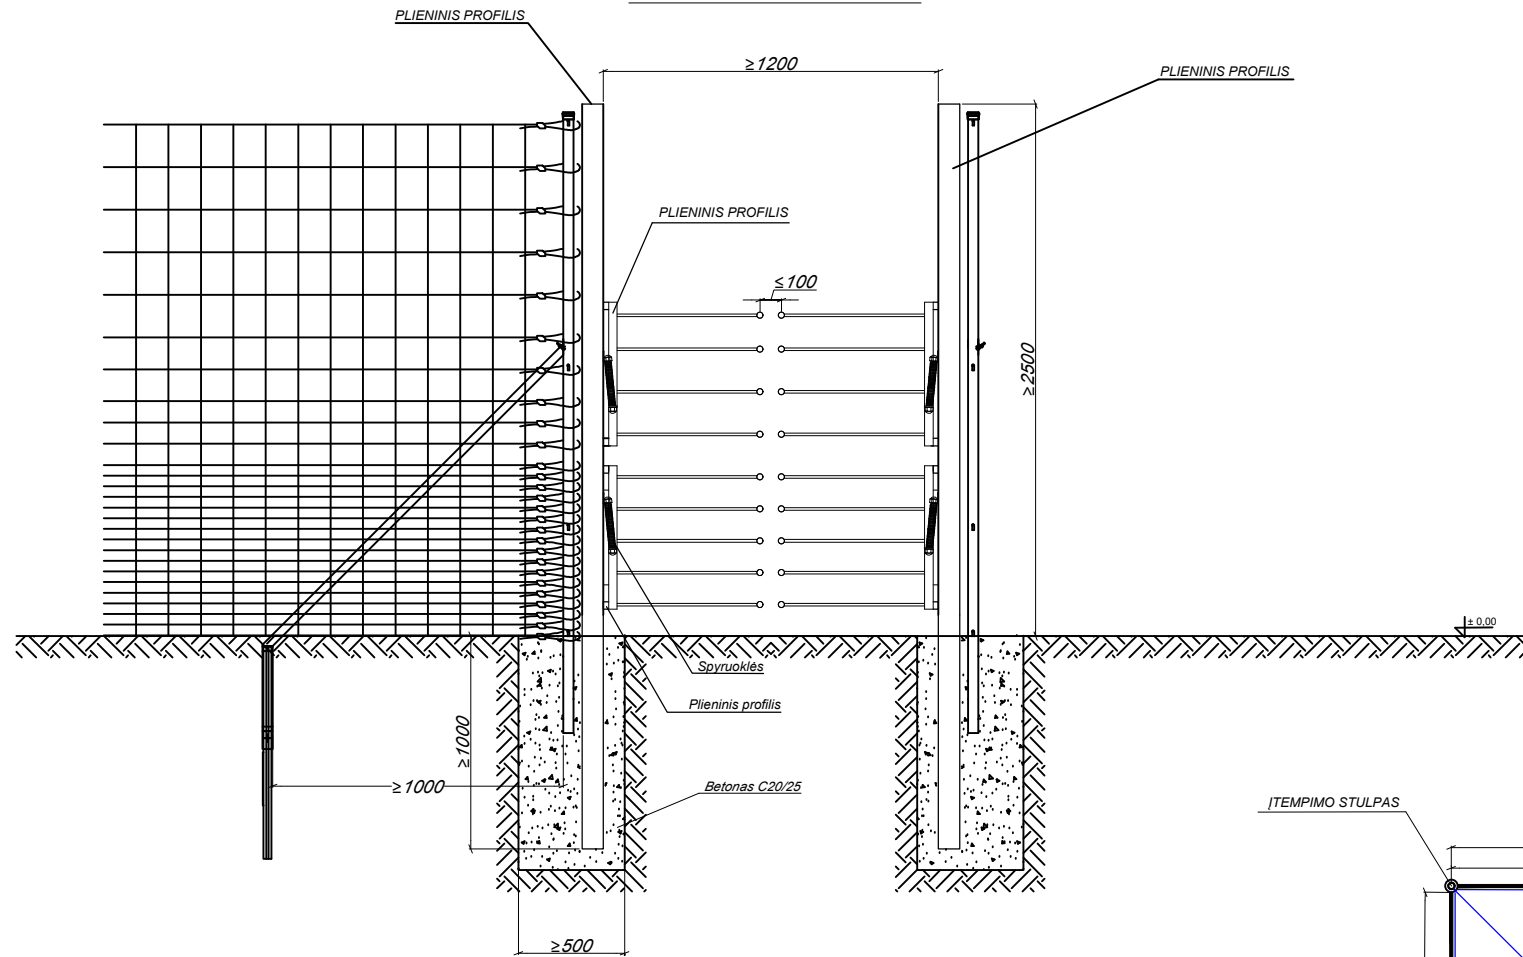 PLIENINIS PROFILIS
≥1200
PLIENINIS PROFILIS
PLIENINIS PROFILIS
≤100
≥2500
± 0,00
Spyruoklės
Plieninis profilis
≥1000
≥1000
Betonas C20/25
ĮTEMPIMO STULPAS
≥500